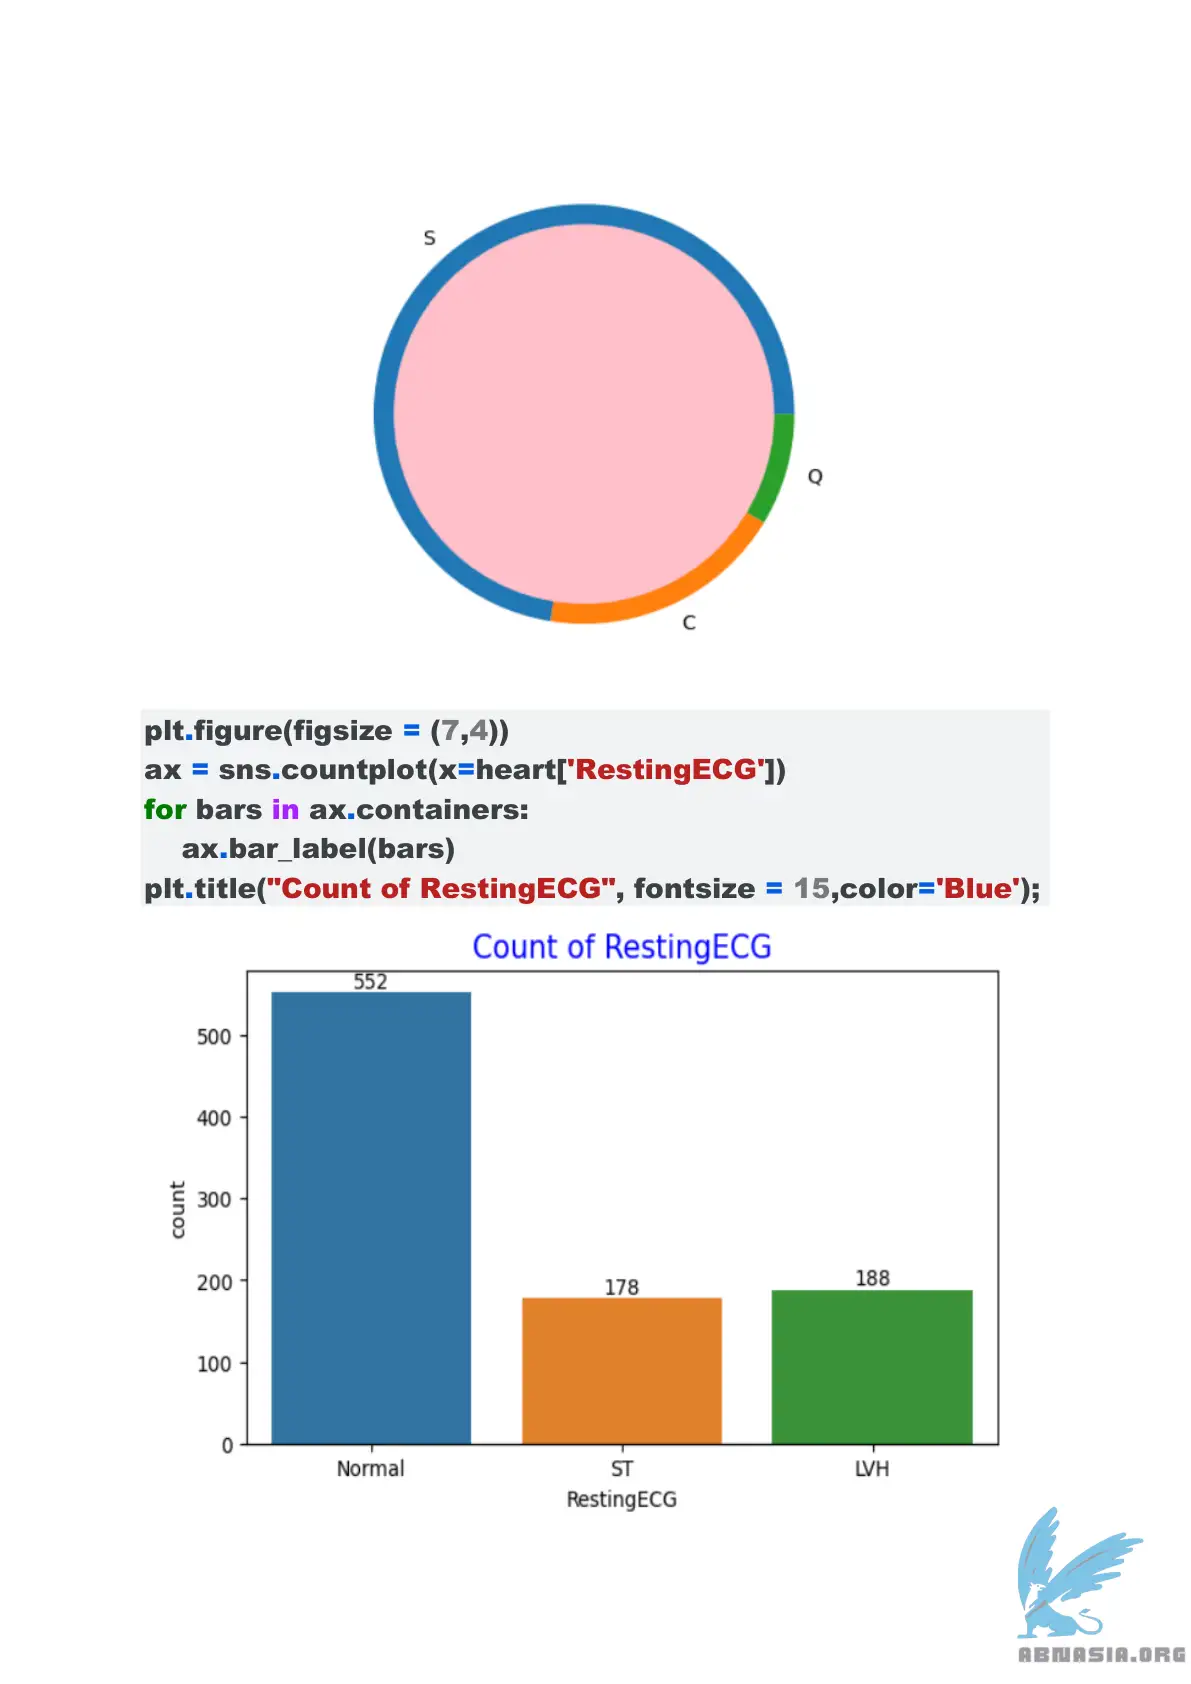 S
Q
C
plt.figure(figsize = (7,4))
ax = sns.countplot(x=heart['RestingECG'])
for bars in ax.containers:
    ax.bar_label(bars)
plt.title("Count of RestingECG", fontsize = 15,color='Blue');
Count of RestingECG
552
500
400
300
200
100
0
count
178
188
Normal ST LVH
RestingECG
ABNASIA.ORG